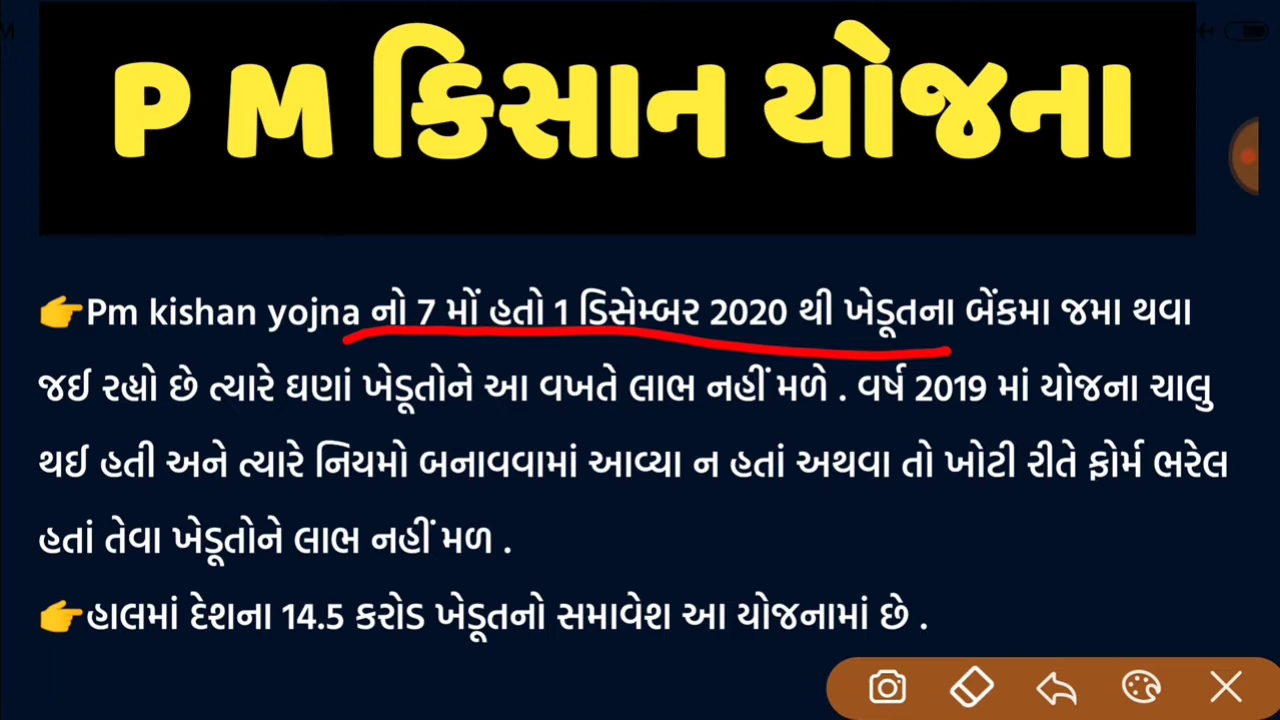 P M કિસાન યોજના
👉Pm kishan yojna નો 7 મોં હતો 1 ડિસેમ્બર 2020 થી ખેડૂતના બેંકમા જમા થવા
જઈ રહ્યો છે ત્યારે ઘણાં ખેડૂતોને આ વખતે લાભ નહીં મળે . વર્ષ 2019 માં યોજના ચાલુ
થઈ હતી અને ત્યારે નિયમો બનાવવામાં આવ્યા ન હતાં અથવા તો ખોટી રીતે ફોર્મ ભરેલ
હતાં તેવા ખેડૂતોને લાભ નહીં મળ .
👉હાલમાં દેશના 14.5 કરોડ ખેડૂતનો સમાવેશ આ યોજનામાં છે .